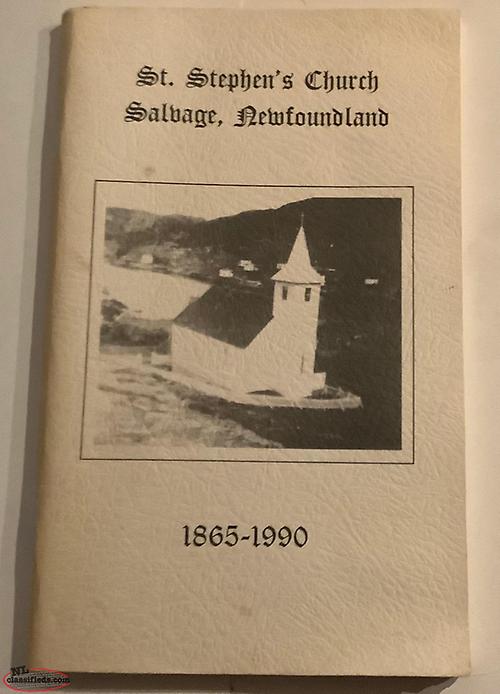 St. Stephen's Church
Salvage, Newfoundland
1865-1990
NL
classifieds.com